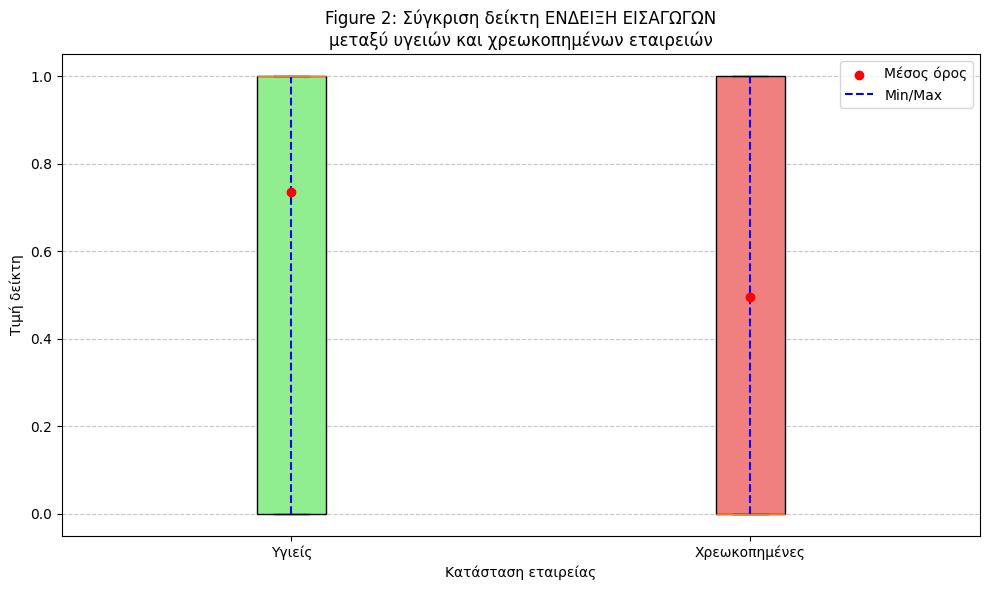 Figure 2: Σύγκριση δείκτη ΕΝΔΕΙΞΗ ΕΙΣΑΓΩΓΩΝ
μεταξύ υγειών και χρεωκοπημένων εταιρειών
Μέσος όρος
Min/Max
1.0
0.8
0.6
0.4
0.2
0.0
Τιμή δείκτη
Υγιείς
Χρεωκοπημένες
Κατάσταση εταιρείας